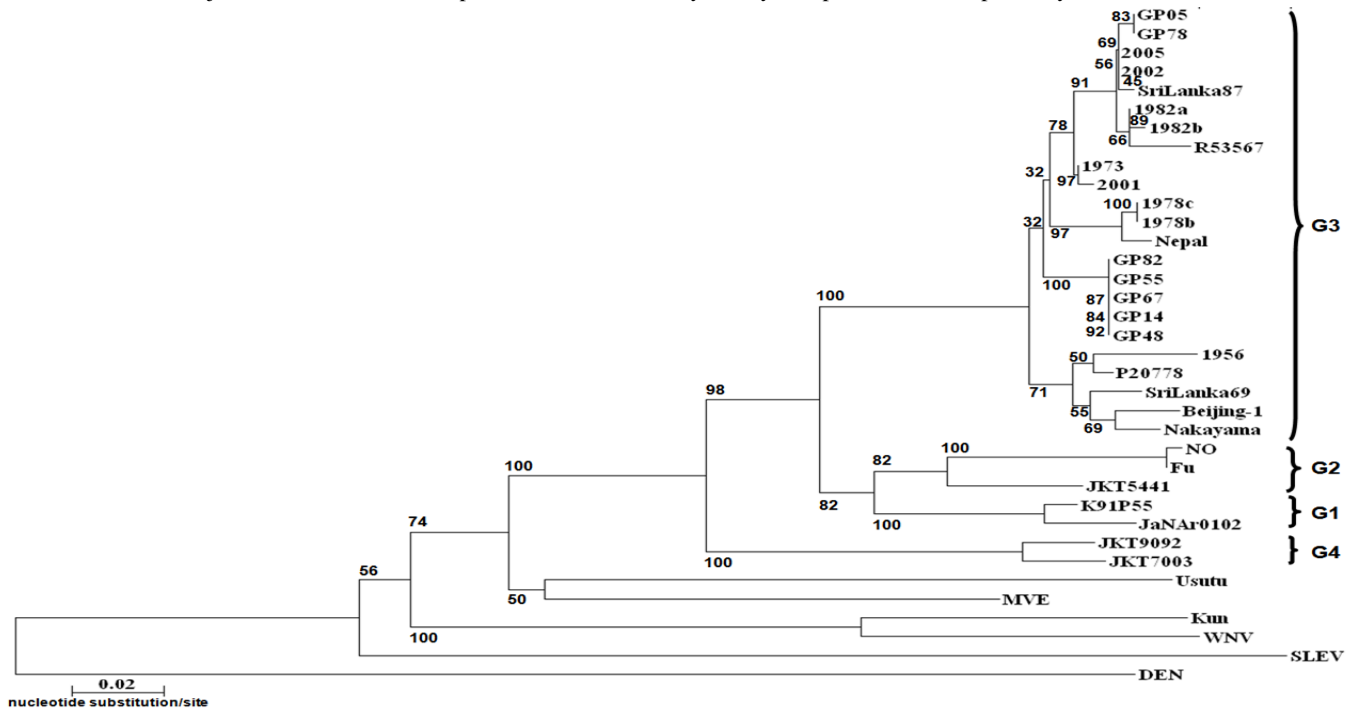 83
GP05
GP78
69
2005
56
2002
45
SriLanka87
91
1982a
89
1982b
78
66
R53567
1973
32
97
2001
100
1978c
1978b
G3
32
97
Nepal
GP82
100
GP55
100
87
GP67
84
GP14
92
GP48
50
1956
P20778
98
71
SriLanka69
55
Beijing-1
69
Nakayama
100
NO
82
Fu
G2
100
JKT5441
82
K91P55
G1
100
JaNAr0102
74
JKT9092
G4
100
JKT7003
56
Usutu
50
MVE
Kun
100
WNV
SLEV
DEN
0.02
nucleotide substitution/site